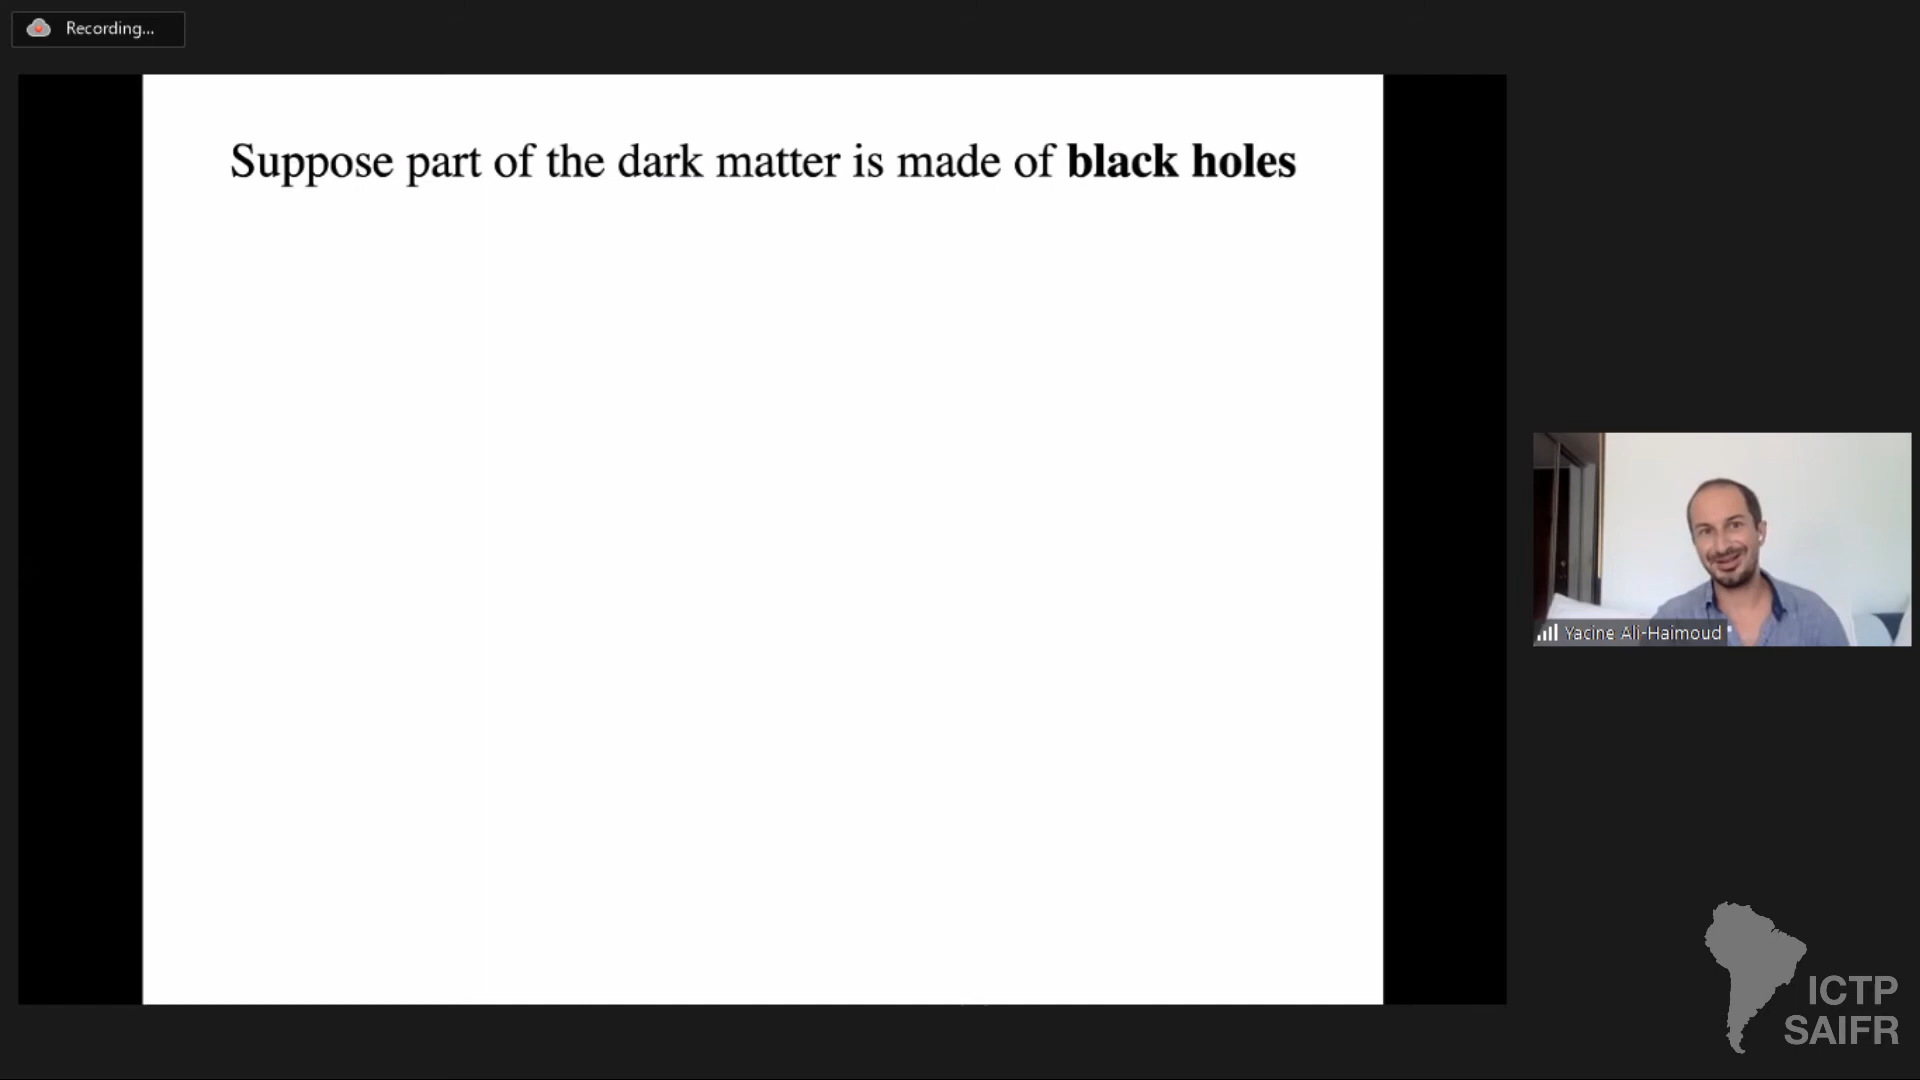 Recording...
Suppose part of the dark matter is made of black holes
Yacine Ali-Haimoud
ICTP
SAIFR